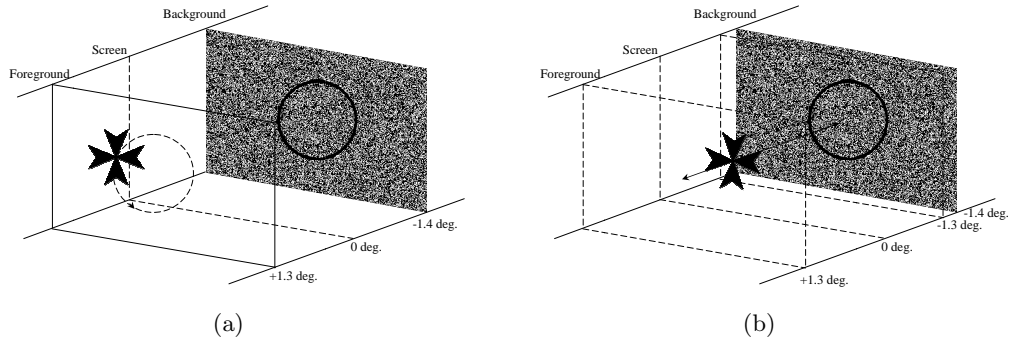 Background
Screen
Foreground
-1.4 deg.
0 deg.
+1.3 deg.
(a)
Background
Screen
Foreground
-1.4 deg.
-1.3 deg.
0 deg.
+1.3 deg.
(b)